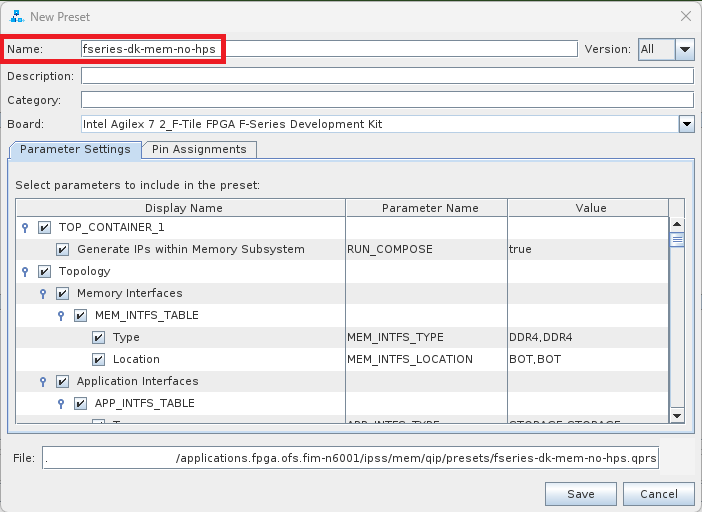 New Preset
Name: fseries-dk-mem-no-hps Version: All
Description:
Category:
Board: Intel Agilex 7 2_F-Tile FPGA F-Series Development Kit
Parameter Settings Pin Assignments
Select parameters to include in the preset:
Display Name Parameter Name Value
TOP_CONTAINER_1
Generate IPs within Memory Subsystem RUN_COMPOSE true
Topology
Memory Interfaces
MEM_INTFS_TABLE
Type MEM_INTFS_TYPE DDR4,DDR4
Location MEM_INTFS_LOCATION BOT,BOT
Application Interfaces
APP_INTFS_TABLE
File: . /applications.fpga.ofs.fim-n6001/ipss/mem/qip/presets/fseries-dk-mem-no-hps.qprs
Save Cancel